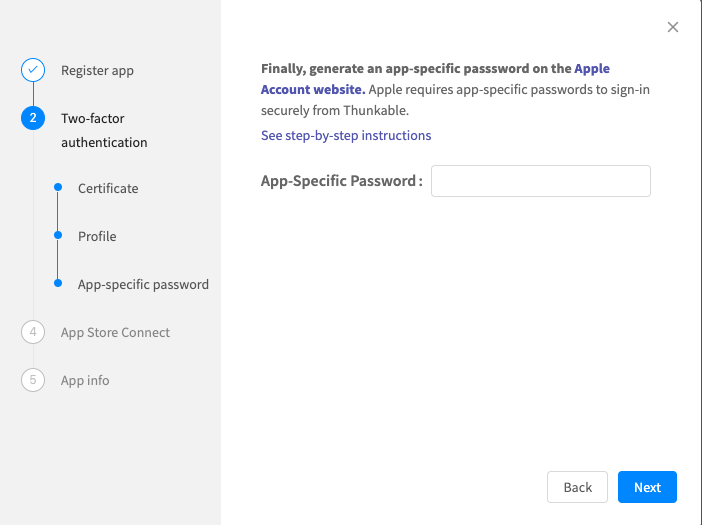 Register app
2
Two-factor
authentication
Certificate
Profile
App-specific password
4
App Store Connect
5
App info
Finally, generate an app-specific passsword on the Apple
Account website. Apple requires app-specific passwords to sign-in
securely from Thunkable.
See step-by-step instructions
App-Specific Password :
Back
Next